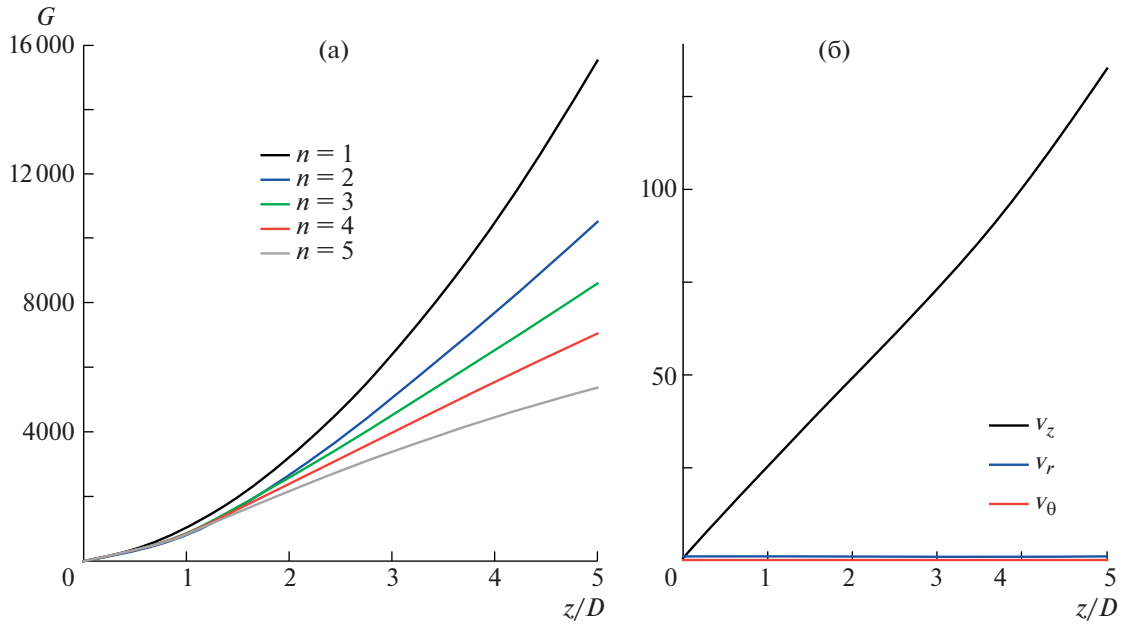 G
(а)
16 000
12 000
8000
4000
0
1
2
3
4
5
z/D
n = 1
n = 2
n = 3
n = 4
n = 5
(б)
100
50
0
1
2
3
4
5
z/D
v_z
v_r
v_θ